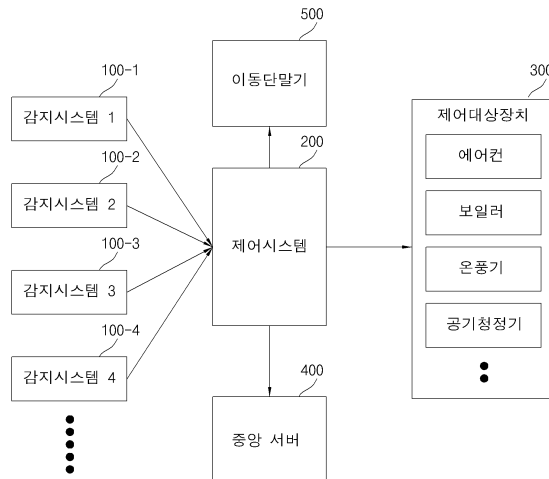 500
이동단말기
100-1
감지시스템 1
100-2
감지시스템 2
100-3
감지시스템 3
100-4
감지시스템 4
200
제어시스템
300
제어대상장치
에어컨
보일러
온풍기
공기청정기
400
중앙 서버